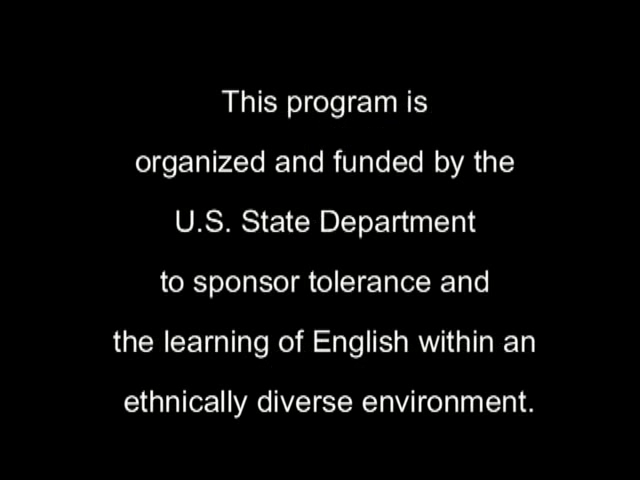 This program is
organized and funded by the
U.S. State Department
to sponsor tolerance and
the learning of English within an
ethnically diverse environment.